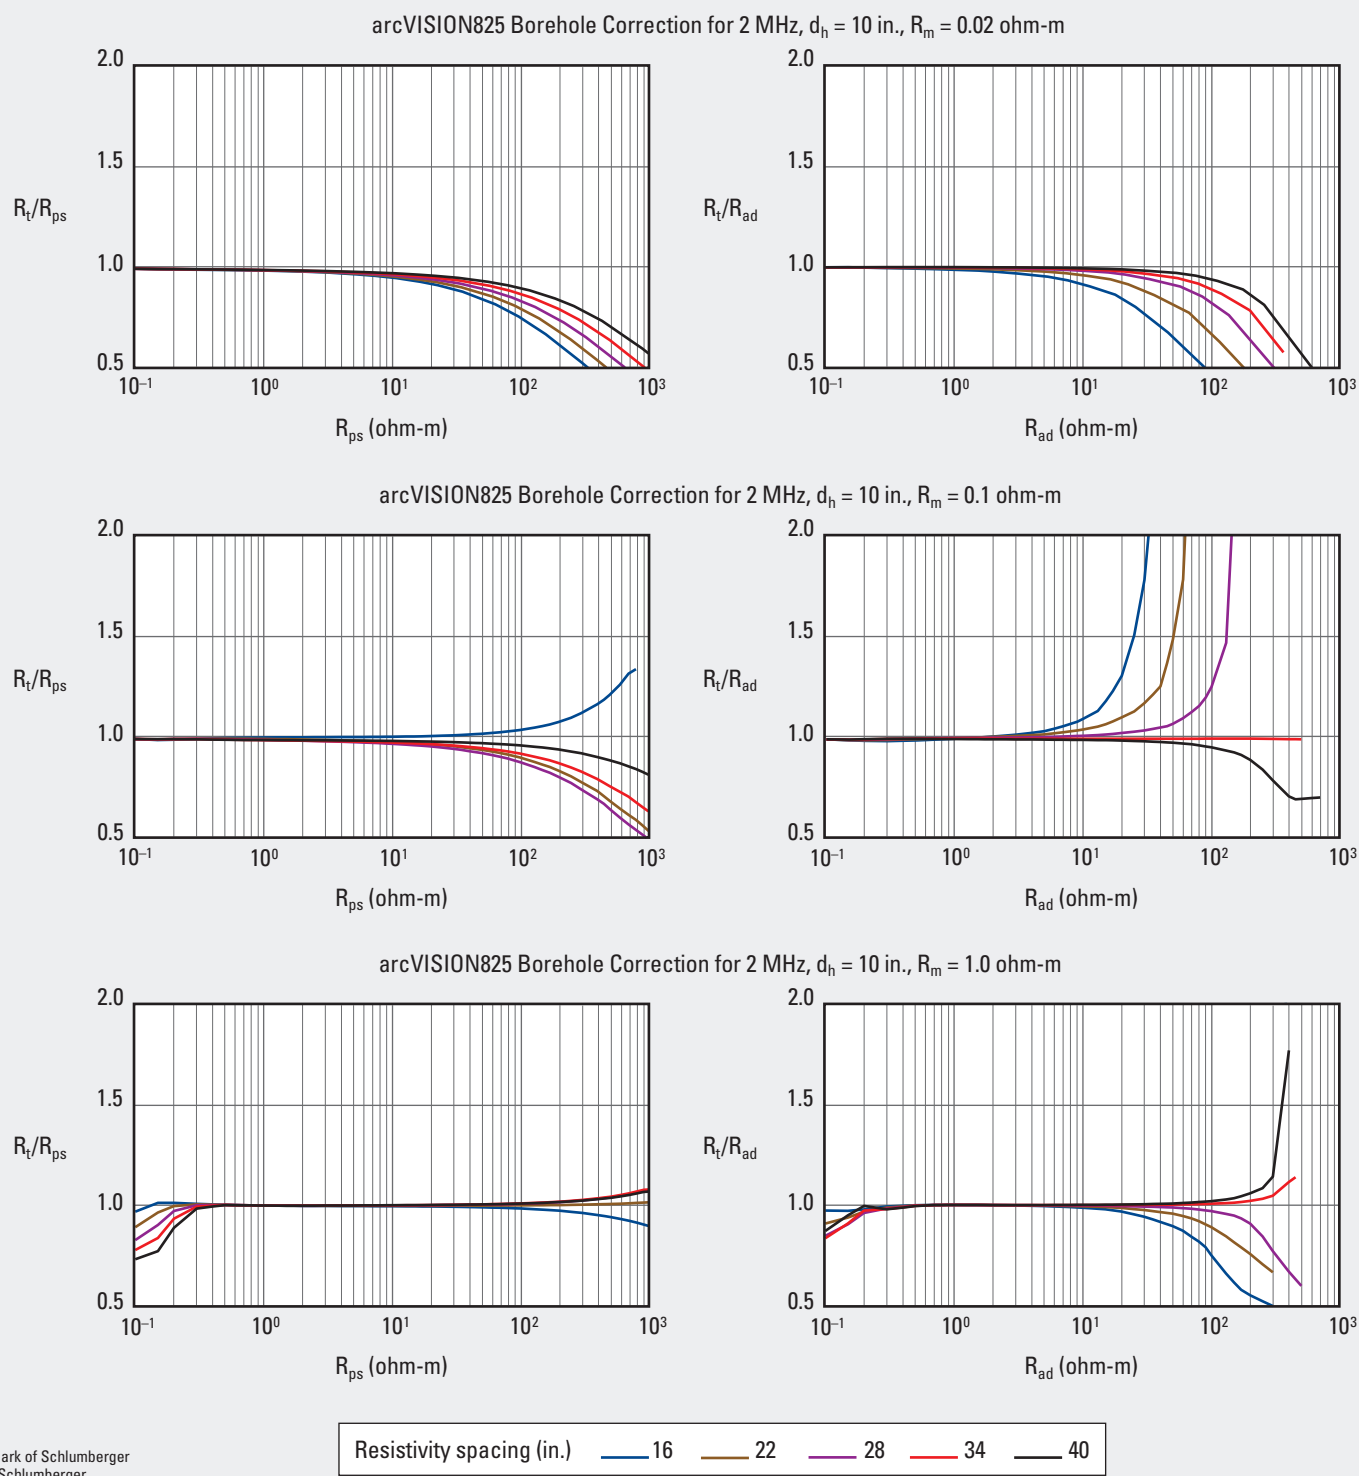 arcVISION825 Borehole Correction for 2 MHz, dh = 10 in., Rm = 0.02 ohm-m
2.0
1.5
Rt/Rps
1.0
0.5
10–1 100 101 102 103
Rps (ohm-m)
2.0
1.5
Rt/Rad
1.0
0.5
10–1 100 101 102 103
Rad (ohm-m)
arcVISION825 Borehole Correction for 2 MHz, dh = 10 in., Rm = 0.1 ohm-m
2.0
1.5
Rt/Rps
1.0
0.5
10–1 100 101 102 103
Rps (ohm-m)
2.0
1.5
Rt/Rad
1.0
0.5
10–1 100 101 102 103
Rad (ohm-m)
arcVISION825 Borehole Correction for 2 MHz, dh = 10 in., Rm = 1.0 ohm-m
2.0
1.5
Rt/Rps
1.0
0.5
10–1 100 101 102 103
Rps (ohm-m)
2.0
1.5
Rt/Rad
1.0
0.5
10–1 100 101 102 103
Rad (ohm-m)
Resistivity spacing (in.) 16 22 28 34 40
ark of Schlumberger
Schlumberger